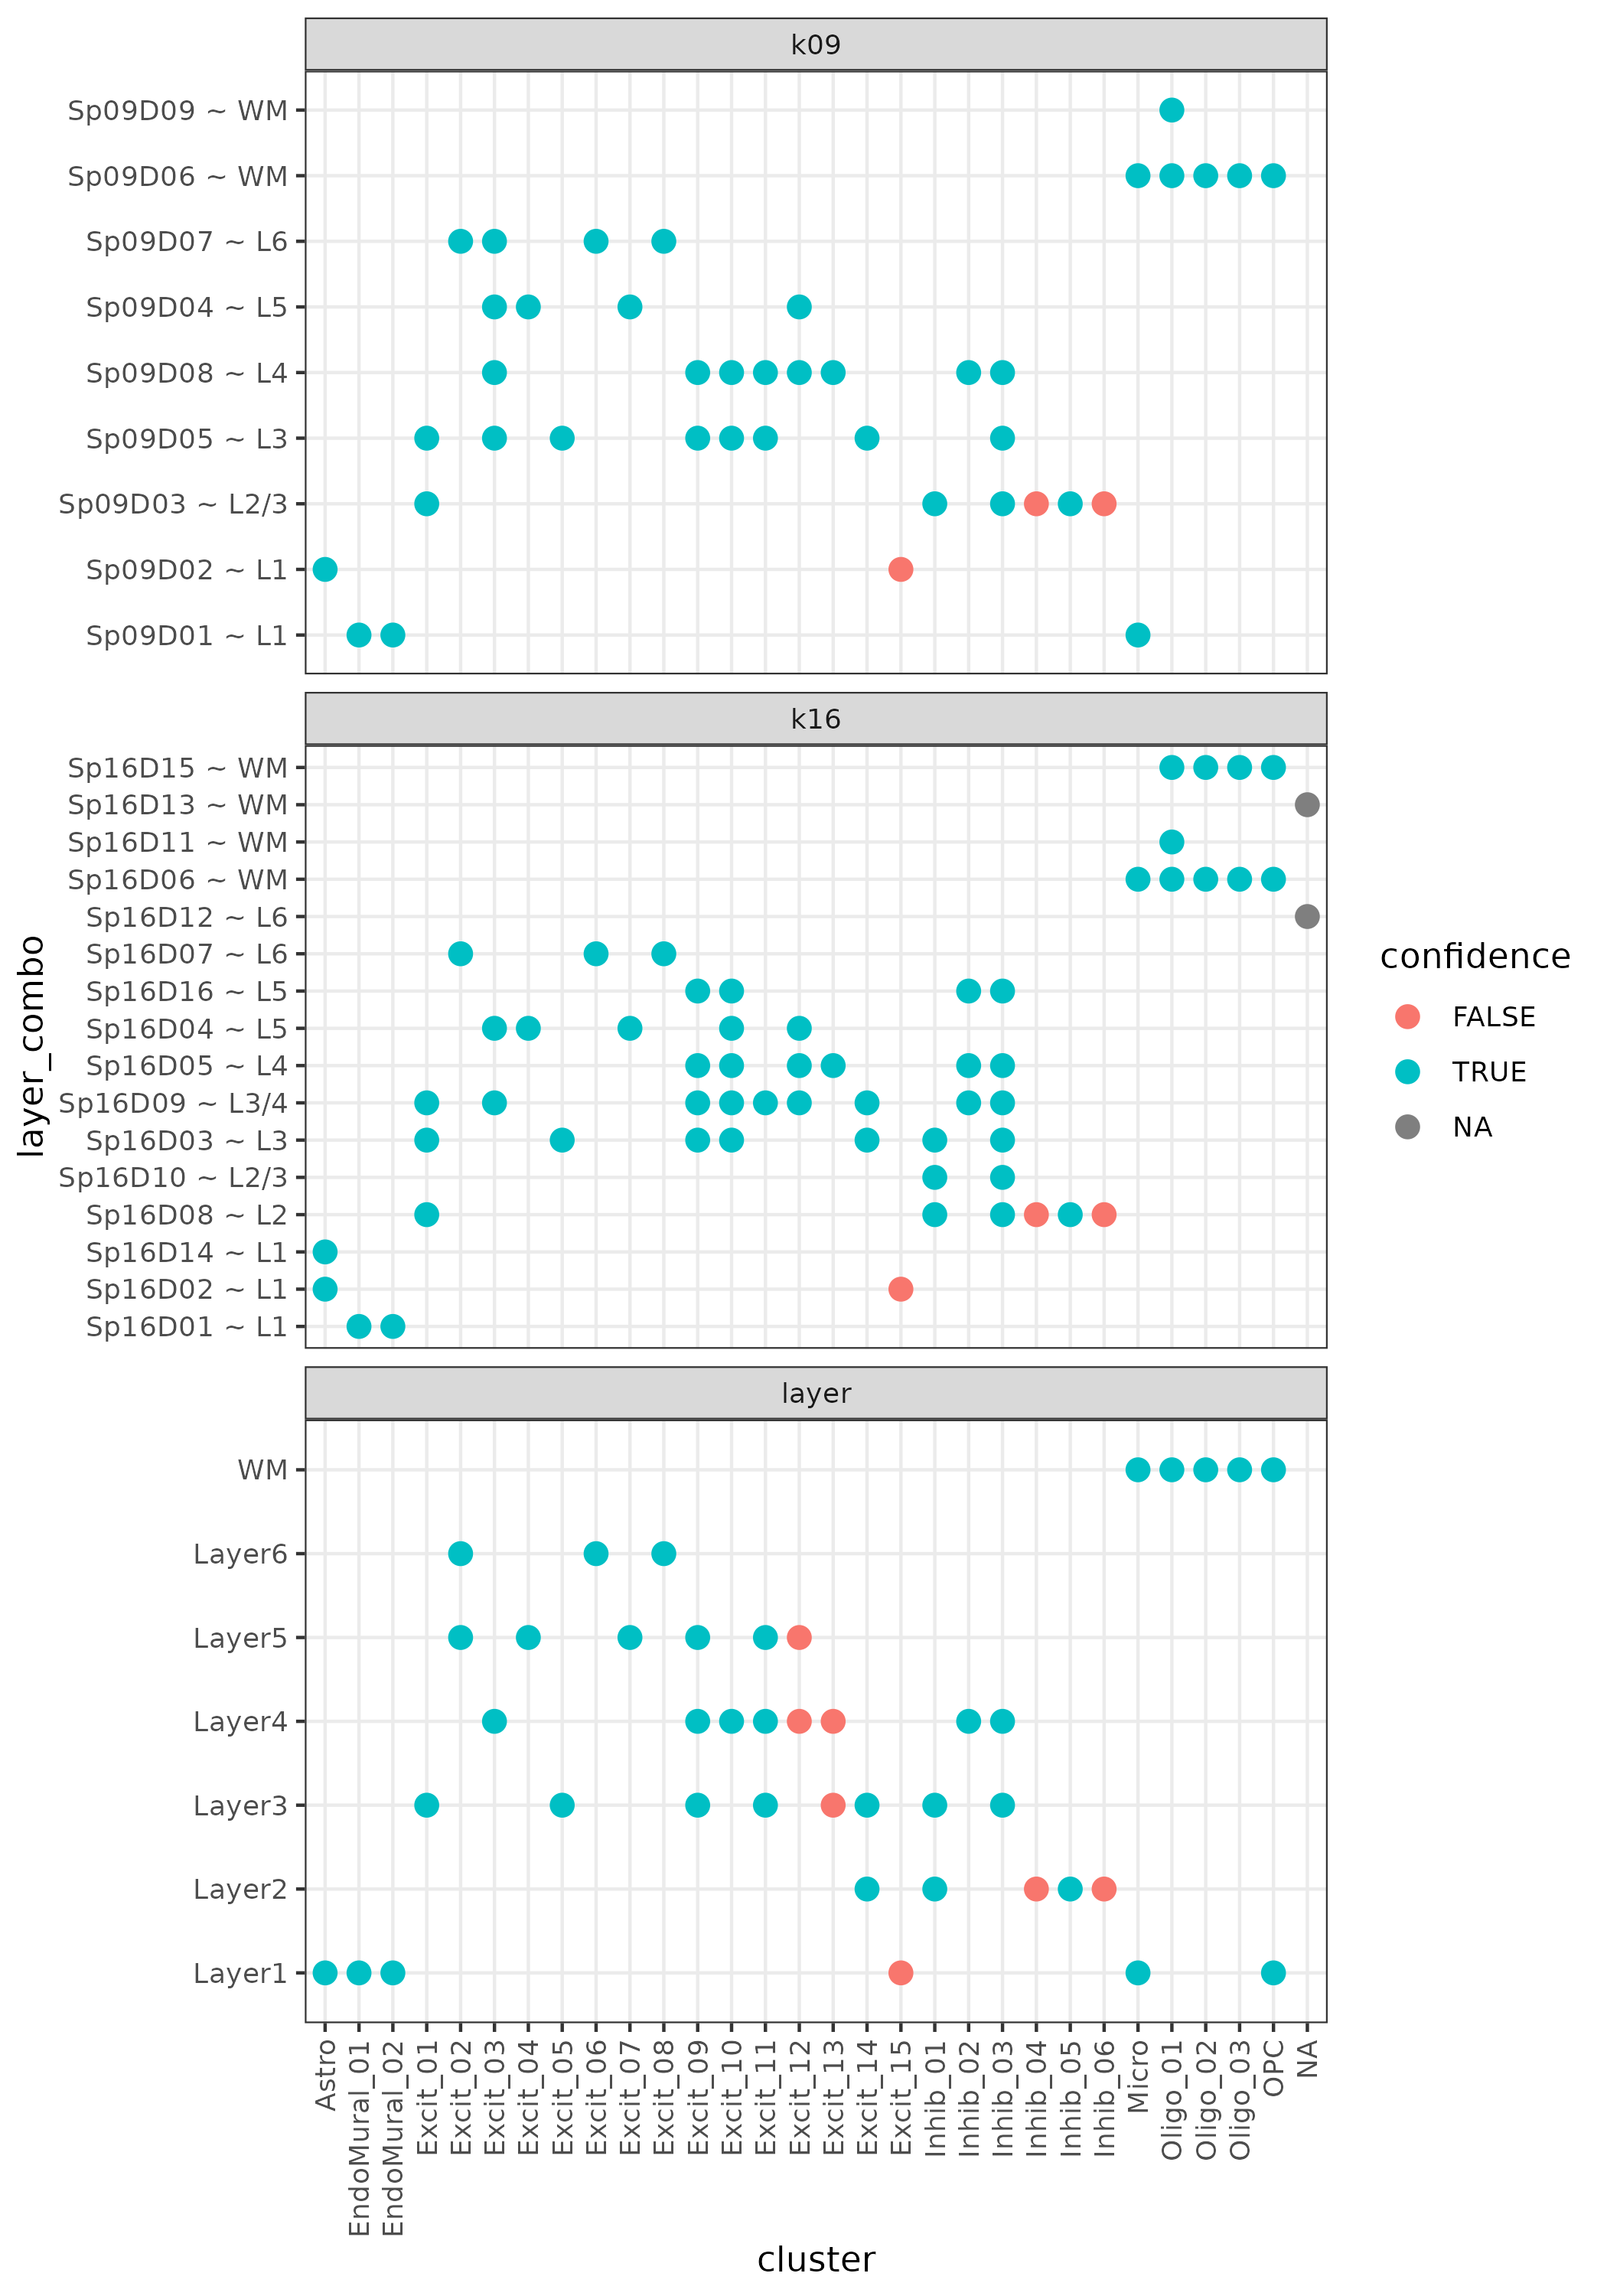 k09
Sp09D09 ~ WM
Sp09D06 ~ WM
Sp09D07 ~ L6
Sp09D04 ~ L5
Sp09D08 ~ L4
Sp09D05 ~ L3
Sp09D03 ~ L2/3
Sp09D02 ~ L1
Sp09D01 ~ L1
k16
Sp16D15 ~ WM
Sp16D13 ~ WM
Sp16D11 ~ WM
Sp16D06 ~ WM
Sp16D12 ~ L6
Sp16D07 ~ L6
Sp16D16 ~ L5
Sp16D04 ~ L5
Sp16D05 ~ L4
Sp16D09 ~ L3/4
Sp16D03 ~ L3
Sp16D10 ~ L2/3
Sp16D08 ~ L2
Sp16D14 ~ L1
Sp16D02 ~ L1
Sp16D01 ~ L1
layer_combo
layer
WM
Layer6
Layer5
Layer4
Layer3
Layer2
Layer1
Astro
EndoMural_01
EndoMural_02
Excit_01
Excit_02
Excit_03
Excit_04
Excit_05
Excit_06
Excit_07
Excit_08
Excit_09
Excit_10
Excit_11
Excit_12
Excit_13
Excit_14
Excit_15
Inhib_01
Inhib_02
Inhib_03
Inhib_04
Inhib_05
Inhib_06
Micro
Oligo_01
Oligo_02
Oligo_03
OPC
NA
cluster
confidence
FALSE
TRUE
NA